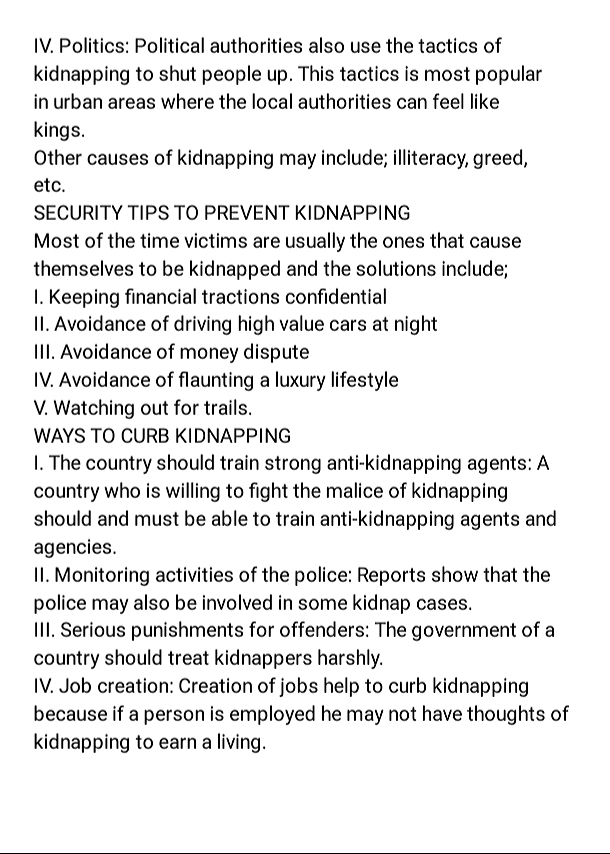 IV. Politics: Political authorities also use the tactics of
kidnapping to shut people up. This tactics is most popular
in urban areas where the local authorities can feel like
kings.
Other causes of kidnapping may include; illiteracy, greed,
etc.
SECURITY TIPS TO PREVENT KIDNAPPING
Most of the time victims are usually the ones that cause
themselves to be kidnapped and the solutions include;
I. Keeping financial tractions confidential
II. Avoidance of driving high value cars at night
III. Avoidance of money dispute
IV. Avoidance of flaunting a luxury lifestyle
V. Watching out for trails.
WAYS TO CURB KIDNAPPING
I. The country should train strong anti-kidnapping agents: A
country who is willing to fight the malice of kidnapping
should and must be able to train anti-kidnapping agents and
agencies.
II. Monitoring activities of the police: Reports show that the
police may also be involved in some kidnap cases.
III. Serious punishments for offenders: The government of a
country should treat kidnappers harshly.
IV. Job creation: Creation of jobs help to curb kidnapping
because if a person is employed he may not have thoughts of
kidnapping to earn a living.